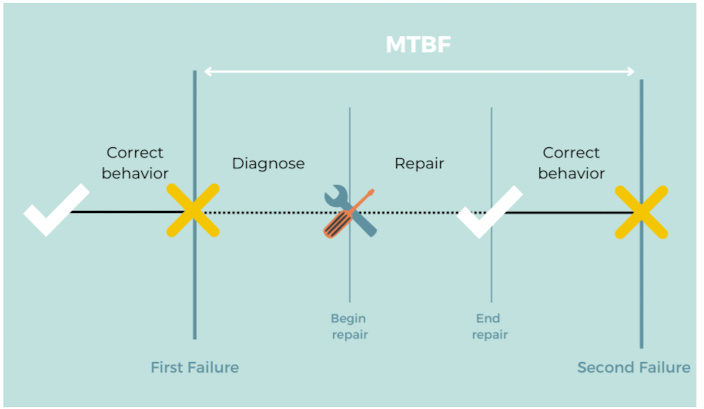 MTBF
Correct
behavior
Diagnose
Repair
Correct
behavior
Begin
repair
End
repair
First Failure
Second Failure